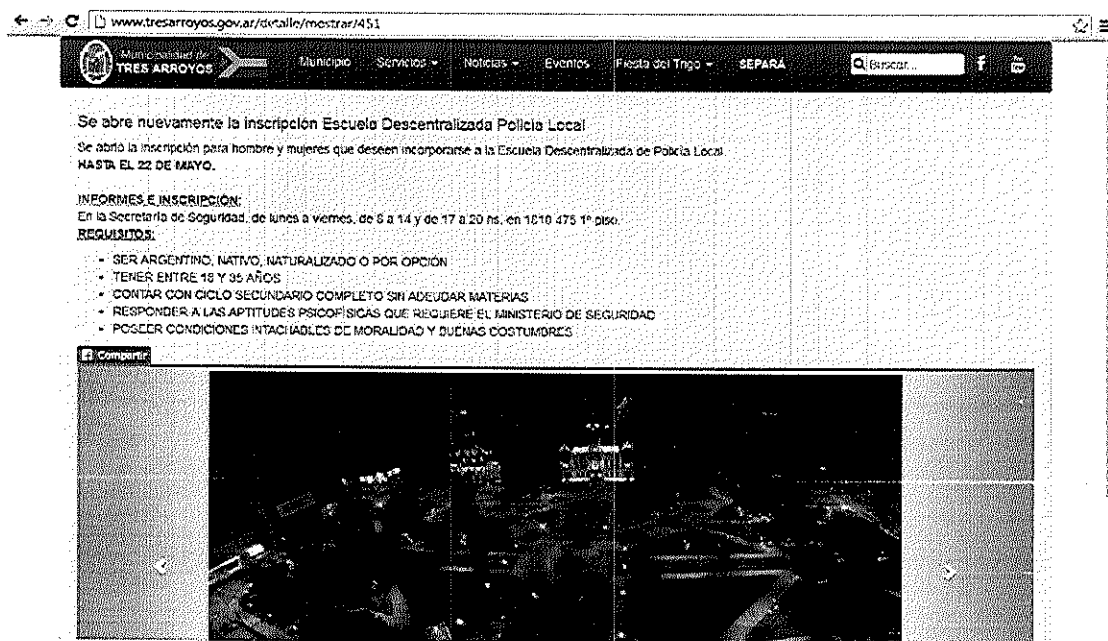 www.tresarroyos.gov.ar/detalle/mostrar/451
Municipalidad de
TRES ARROYOS
Municipio Servicios Noticias Eventos Fiesta del Trigo SEPARA Buscar...
Se abre nuevamente la inscripción Escuela Descentralizada Policía Local
Se abrió la inscripción para hombre y mujeres que deseen incorporarse a la Escuela Descentralizada de Policía Local.
HASTA EL 22 DE MAYO.
INFORMES E INSCRIPCIÓN:
En la Secretaría de Seguridad, de lunes a viernes, de 8 a 14 y de 17 a 20 hs, en 1810 475 1º piso.
REQUISITOS:
• SER ARGENTINO, NATIVO, NATURALIZADO O POR OPCIÓN
• TENER ENTRE 18 Y 35 AÑOS
• CONTAR CON CICLO SECUNDARIO COMPLETO SIN ADEUDAR MATERIAS
• RESPONDER A LAS APTITUDES PSICOFÍSICAS QUE REQUIERE EL MINISTERIO DE SEGURIDAD
• POSEER CONDICIONES INTACHABLES DE MORALIDAD Y BUENAS COSTUMBRES
Compartir